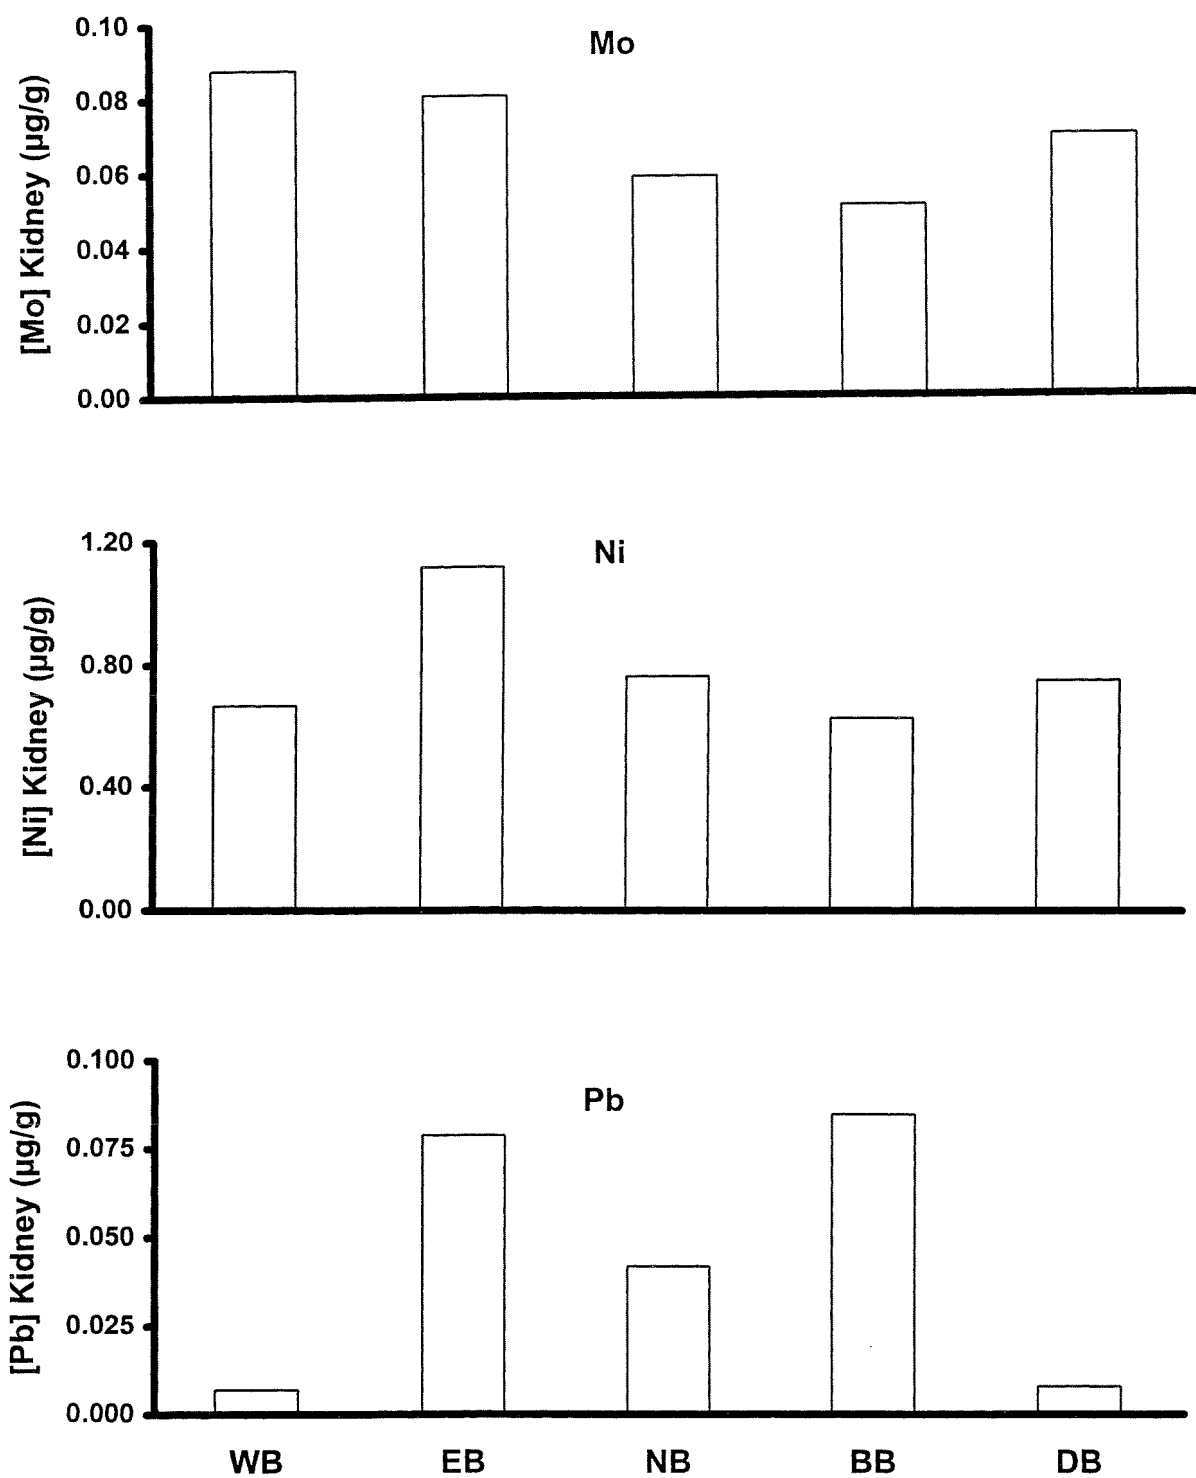 Mo
[Mo] Kidney (µg/g)
0.10
0.08
0.06
0.04
0.02
0.00
Ni
[Ni] Kidney (µg/g)
1.20
0.80
0.40
0.00
Pb
[Pb] Kidney (µg/g)
0.100
0.075
0.050
0.025
0.000
WB EB NB BB DB